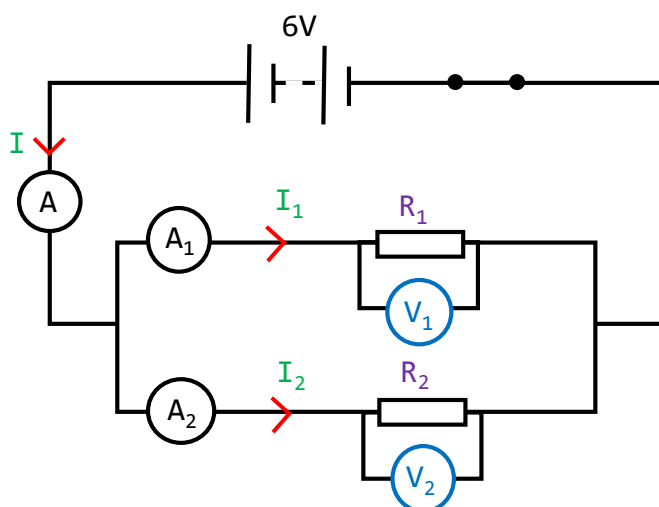 6V
I
A
A₁
I₁
R₁
V₁
A₂
I₂
R₂
V₂